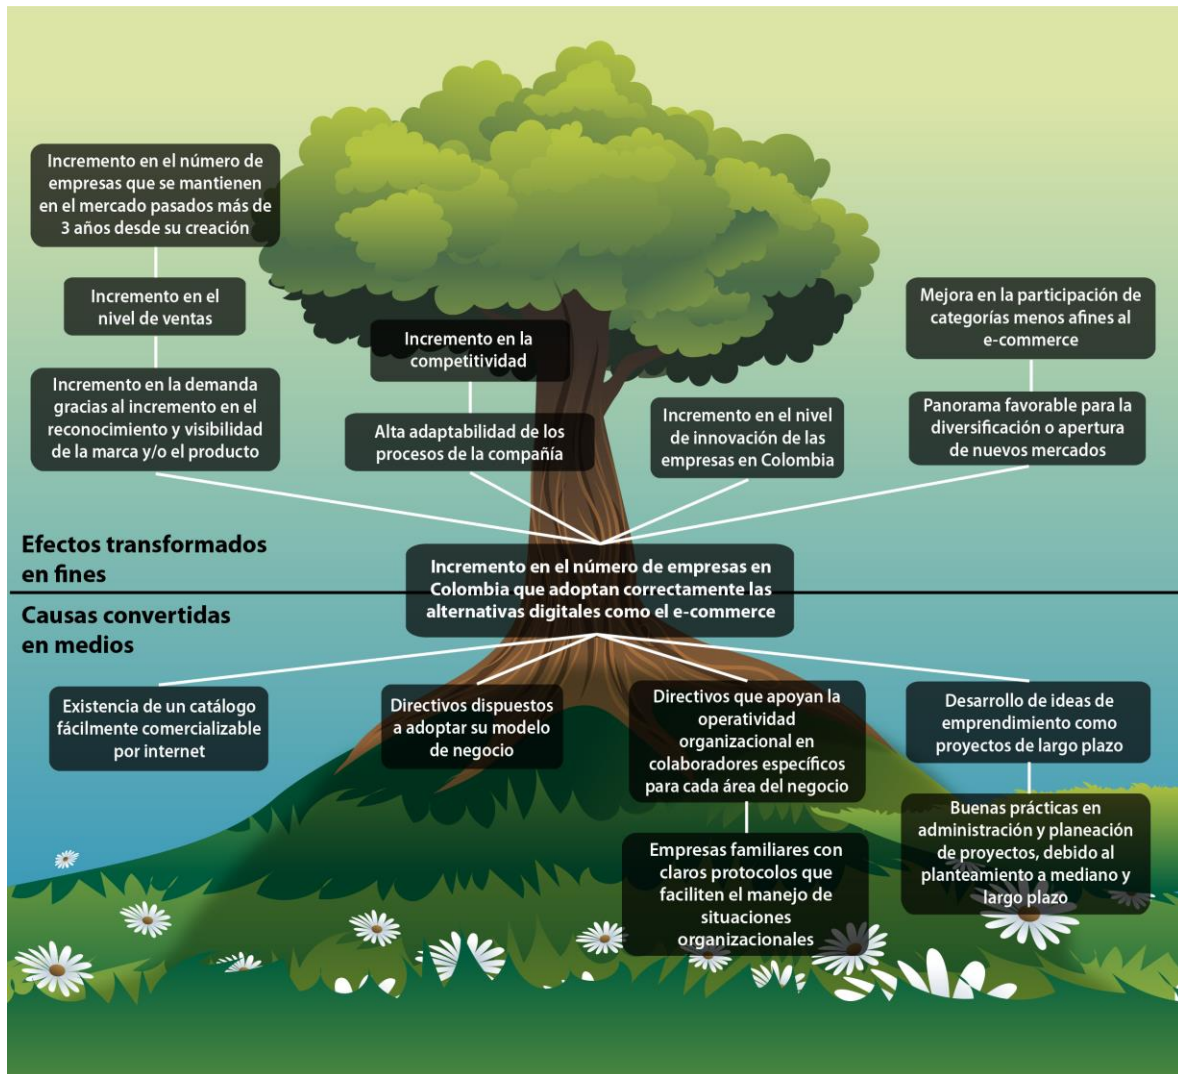 Incremento en el número de
empresas que se mantienen
en el mercado pasados más de
3 años desde su creación
Incremento en el
nivel de ventas
Incremento en la demanda
gracias al incremento en el
reconocimiento y visibilidad
de la marca y/o el producto
Incremento en la
competitividad
Alta adaptabilidad de los
procesos de la compañía
Incremento en el nivel
de innovación de las
empresas en Colombia
Mejora en la participación de
categorías menos afines al
e-commerce
Panorama favorable para la
diversificación o apertura
de nuevos mercados
Efectos transformados
en fines
Incremento en el número de empresas en
Colombia que adoptan correctamente las
alternativas digitales como el e-commerce
Causas convertidas
en medios
Existencia de un catálogo
fácilmente comercializable
por internet
Directivos dispuestos
a adoptar su modelo
de negocio
Directivos que apoyan la
operatividad
organizacional en
colaboradores específicos
para cada área del negocio
Empresas familiares con
claros protocolos que
faciliten el manejo de
situaciones
organizacionales
Desarrollo de ideas de
emprendimiento como
proyectos de largo plazo
Buenas prácticas en
administración y planeación
de proyectos, debido al
planteamiento a mediano y
largo plazo